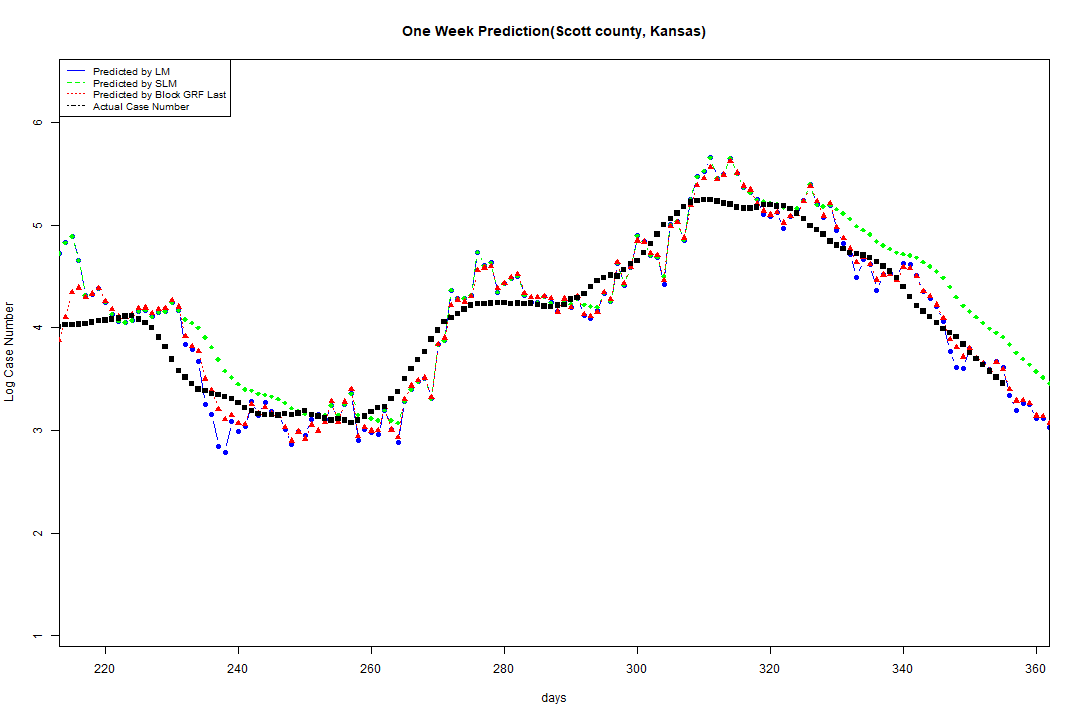 One Week Prediction(Scott county, Kansas)
Predicted by LM
Predicted by SLM
Predicted by Block GRF Last
Actual Case Number
6
5
4
3
2
1
Log Case Number
220 240 260 280 300 320 340 360
days